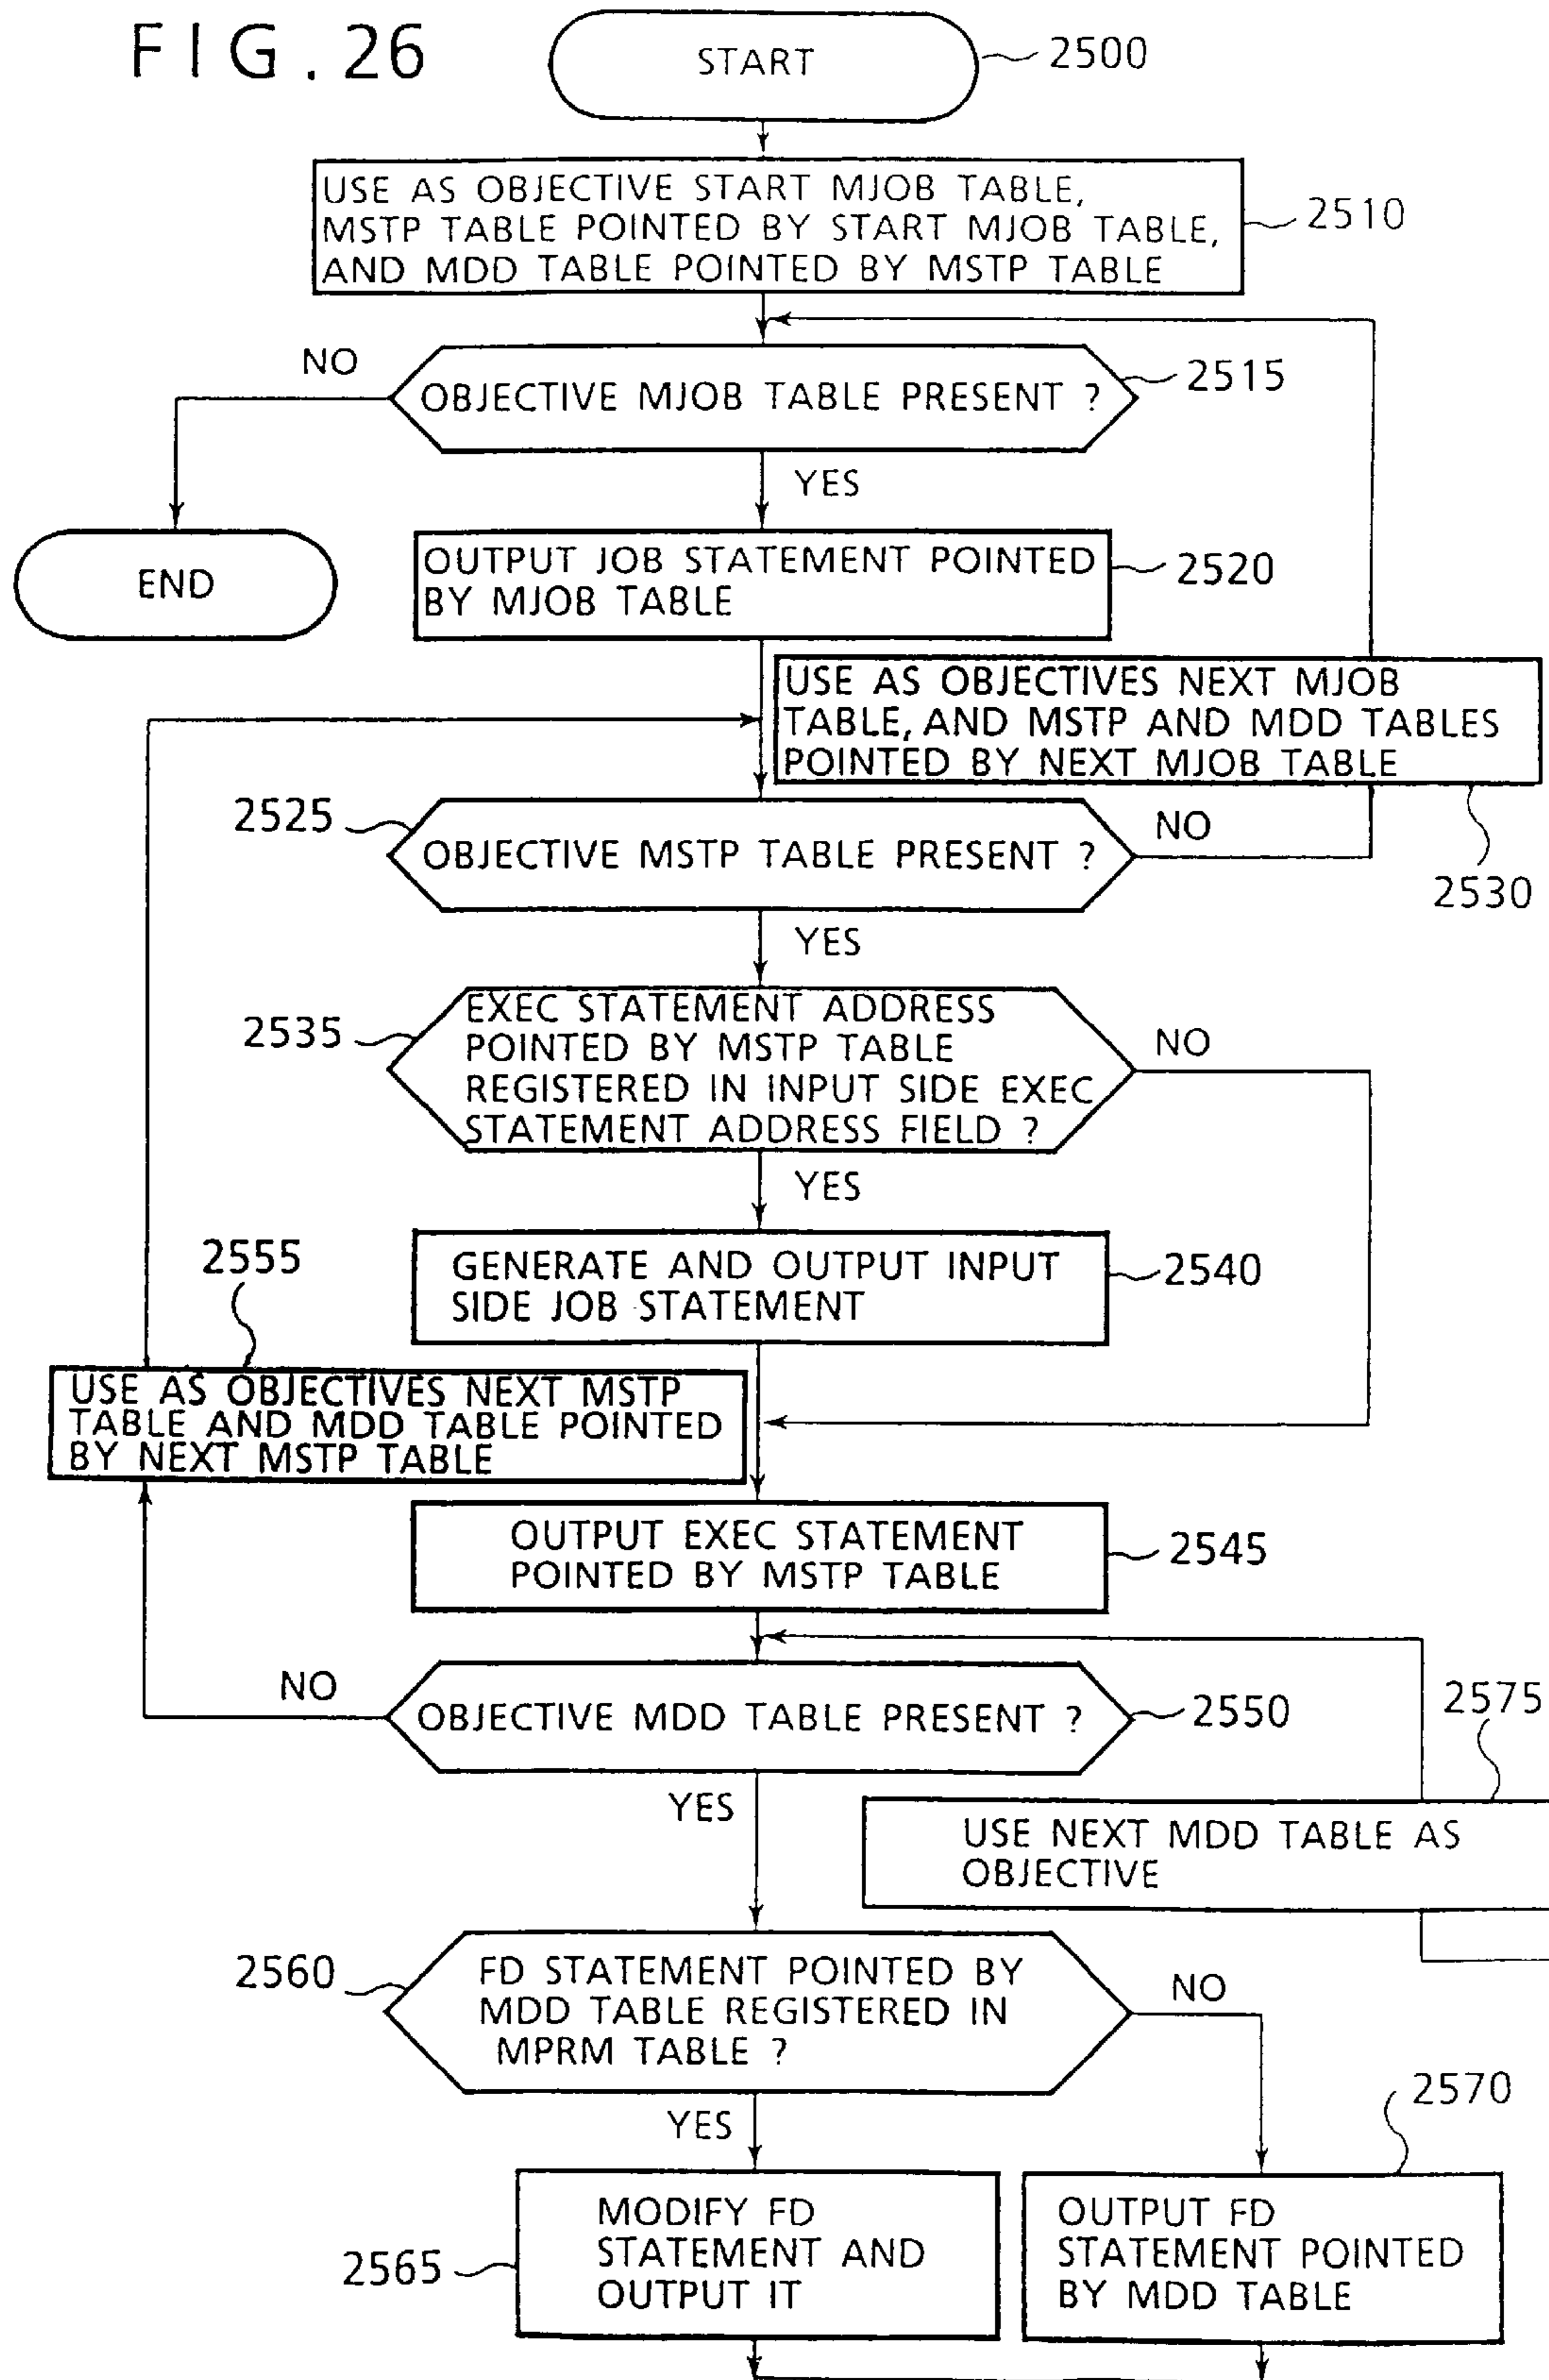 FIG. 26
START
2500
USE AS OBJECTIVE START MJOB TABLE,
MSTP TABLE POINTED BY START MJOB TABLE,
AND MDD TABLE POINTED BY MSTP TABLE
2510
NO
OBJECTIVE MJOB TABLE PRESENT ?
2515
YES
END
OUTPUT JOB STATEMENT POINTED
BY MJOB TABLE
2520
USE AS OBJECTIVES NEXT MJOB
TABLE, AND MSTP AND MDD TABLES
POINTED BY NEXT MJOB TABLE
2525
OBJECTIVE MSTP TABLE PRESENT ?
NO
2530
YES
2535
EXEC STATEMENT ADDRESS
POINTED BY MSTP TABLE
REGISTERED IN INPUT SIDE EXEC
STATEMENT ADDRESS FIELD ?
NO
YES
2555
GENERATE AND OUTPUT INPUT
SIDE JOB STATEMENT
2540
USE AS OBJECTIVES NEXT MSTP
TABLE AND MDD TABLE POINTED
BY NEXT MSTP TABLE
OUTPUT EXEC STATEMENT
POINTED BY MSTP TABLE
2545
NO
OBJECTIVE MDD TABLE PRESENT ?
2550
2575
YES
USE NEXT MDD TABLE AS
OBJECTIVE
2560
FD STATEMENT POINTED BY
MDD TABLE REGISTERED IN
MPRM TABLE ?
NO
YES
2570
MODIFY FD
STATEMENT AND
OUTPUT IT
2565
OUTPUT FD
STATEMENT POINTED
BY MDD TABLE